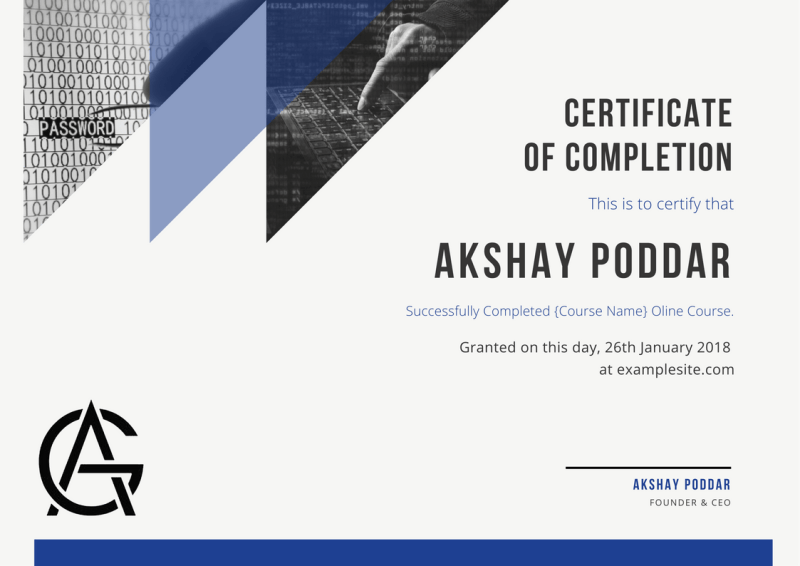 PASSWORD
CERTIFICATE
OF COMPLETION
This is to certify that
AKSHAY PODDAR
Successfully Completed {Course Name} Oline Course.
Granted on this day, 26th January 2018
at examplesite.com
AKSHAY PODDAR
FOUNDER & CEO